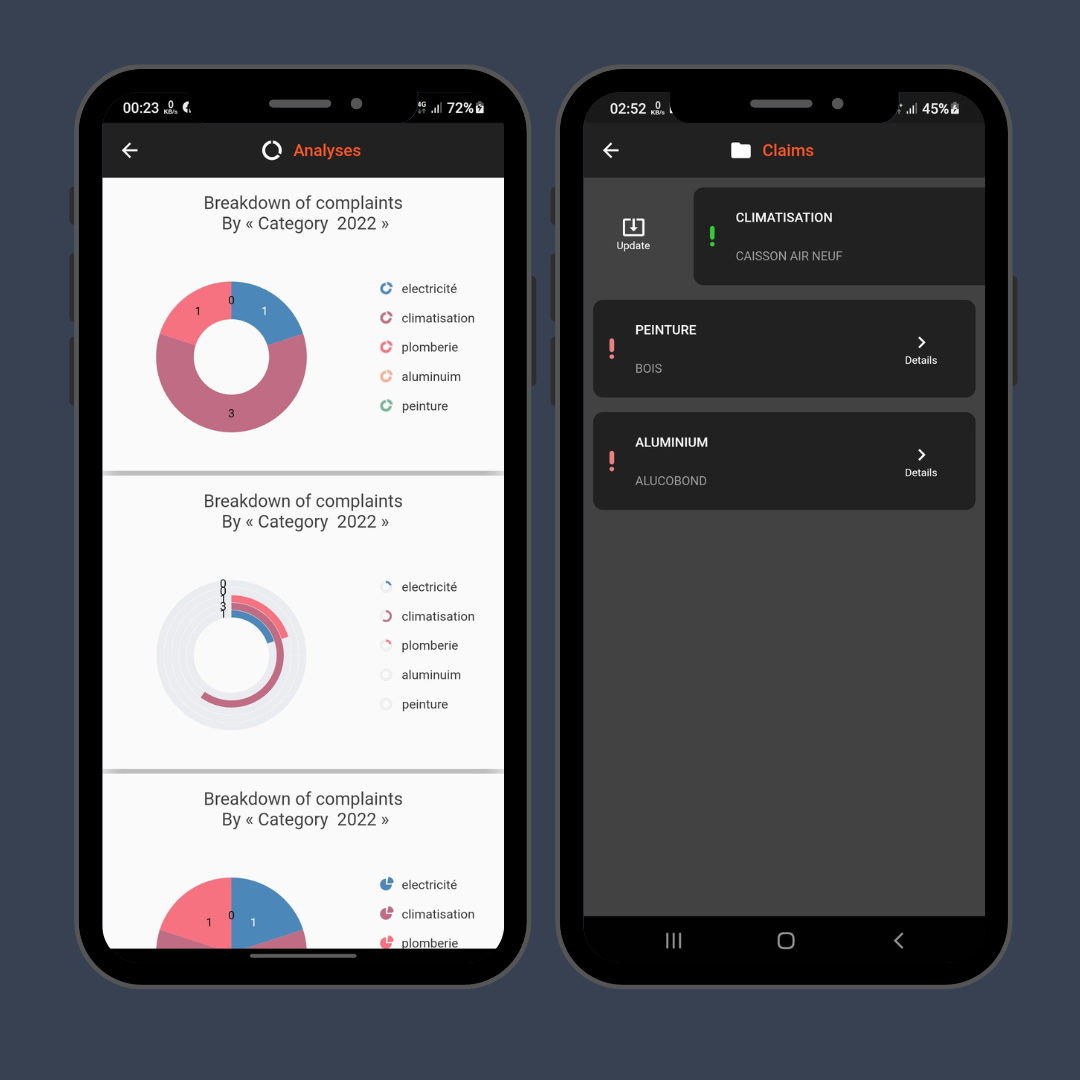 00:23 0 KB/s 4G 72%
Analyses
Breakdown of complaints
By « Category 2022 »
0
1
1
3
electricité
climatisation
plomberie
aluminuim
peinture
Breakdown of complaints
By « Category 2022 »
0
0
1
3
1
electricité
climatisation
plomberie
aluminuim
peinture
Breakdown of complaints
By « Category 2022 »
1
0
1
electricité
climatisation
plomberie
02:52 0 KB/s 45%
Claims
Update
CLIMATISATION
CAISSON AIR NEUF
PEINTURE
BOIS
Details
ALUMINIUM
ALUCOBOND
Details